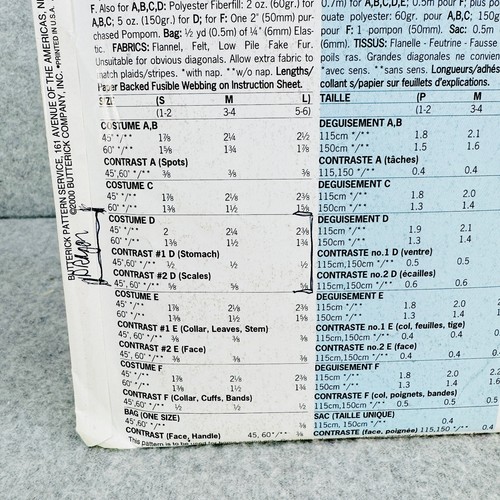 BUTTERICK PATTERN SERVICE, 161 AVENUE OF THE AMERICAS, NEW
©2000 BUTTERICK COMPANY, INC. •PRINTED IN U.S.A.
F. Also for A,B,C,D: Polyester Fiberfill: 2 oz. (60gr.) for
A,B,C; 5 oz. (150gr.) for D; for F: One 2" (50mm) pur-
chased Pompom. Bag: ½ yd (0.5m) of ¼" (6mm) Elas-
tic. FABRICS: Flannel, Felt, Low Pile Fake Fur.
Unsuitable for obvious diagonals. Allow extra fabric to
match plaids/stripes. *with nap. **w/o nap. Lengths/
Paper Backed Fusible Webbing on Instruction Sheet.
SIZE (S M L)
(1-2 3-4 5-6)
COSTUME A,B
45" */** 1⅞ 2¼ 2½
60" */** 1⅝ 1¾ 1⅞
CONTRAST A (Spots)
45",60" */** ⅜ ⅜ ⅜
COSTUME C
45" */** 1⅞ 2⅛ 2⅜
60" */** 1⅜ 1½ 1⅝
COSTUME D
45" */** 2 2¼ 2⅜
60" */** 1⅜ 1½ 1¾
CONTRAST #1 D (Stomach)
45",60" */** ½ ½ ½
CONTRAST #2 D (Scales)
45", 60" */** ⅝ ⅝ ⅝
COSTUME E
45" */** 1⅞ 2⅛ 2⅜
60" */** 1⅜ 1½
CONTRAST #1 E (Collar, Leaves, Stem)
45", 60" */** ⅜ ⅜ ⅜
CONTRAST #2 E (Face)
45", 60" */** ⅜ ⅜ ⅜
COSTUME F
45" */** 1⅞ 2⅛ 2⅜
60" */** 1⅜ 1½
CONTRAST F (Collar, Cuffs, Bands)
45", 60" */** ½ ½ ½
BAG (ONE SIZE)
45",60" */** ⅜
CONTRAST (Face, Handle) 45", 60" */** ⅜
This pattern is to be used
0.7m) for A,B,C,D,E; 0.5m pour F; plus po
ouate polyester: 60gr. pour A,B,C; 150g
pour F: 1 pompon (50mm). Sac: 0.5m
(6mm). TISSUS: Flanelle - Feutrine - Fausse
poils ras. Grandes diagonales ne convien
*avec sens. **sans sens. Longueurs/adhés
collant s/papier sur feuillets d'explications.
TAILLE (P M
(1-2 3-4
DEGUISEMENT A,B
115cm */** 1.8 2.1
150cm */** 1.5 1.6
CONTRASTE A (tâches)
115,150 */** 0.4 0.4
DEGUISEMENT C
115cm */** 1.8 2.0
150cm */** 1.3 1.4
DEGUISEMENT D
115cm */** 1.9 2.1
150cm */** 1.3 1.4
CONTRASTE no.1 D (ventre)
115cm,150cm */** 0.5 0.5
CONTRASTE no.2 D (écailles)
115cm,150cm */** 0.6 0.6
DEGUISEMENT E
115cm */** 1.8 2.0
150cm */** 1.3 1.4
CONTRASTE no.1 E (col, feuilles, tige)
115cm,150cm */** 0.4 0.4
CONTRASTE no.2 E (face)
115cm,150cm */** 0.4 0.4
DEGUISEMENT F
115cm */** 1.8 2.0 2.2
150cm */** 1.3 1.4 1.6
CONTRASTE F (col, poignets, bandes)
115cm,150cm */** 0.5 0.5
SAC (TAILLE UNIQUE)
115cm,150cm */** 0.4
CONTRASTE (face, poignée) 115,150 */** 0.4